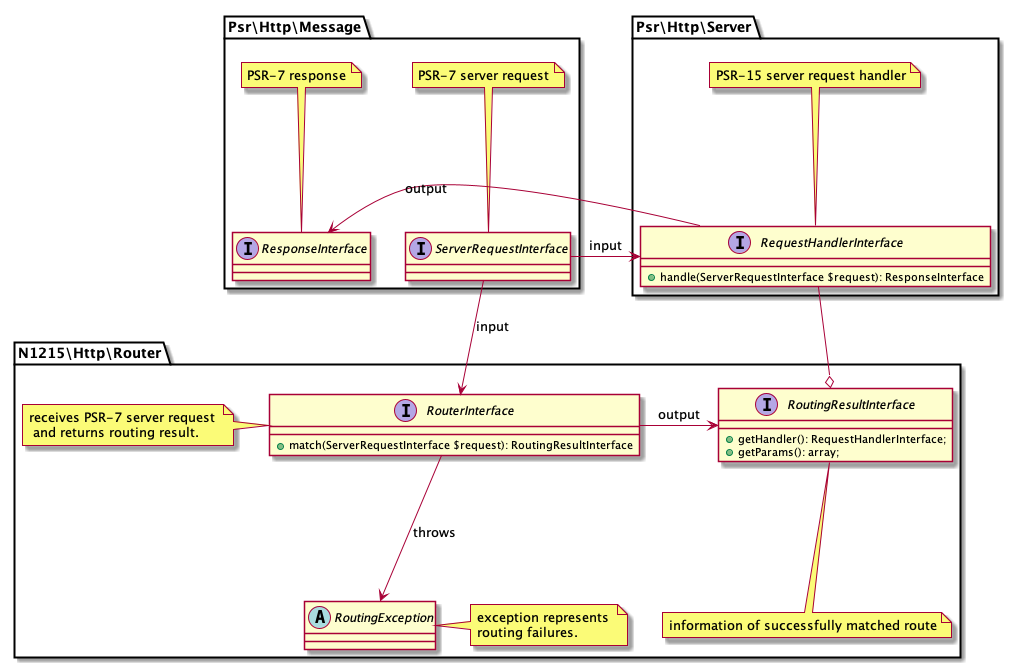 Psr\Http\Message
Psr\Http\Server
PSR-7 response
PSR-7 server request
PSR-15 server request handler
output
I ResponseInterface
I ServerRequestInterface
input
I RequestHandlerInterface
handle(ServerRequestInterface $request): ResponseInterface
input
N1215\Http\Router
receives PSR-7 server request
and returns routing result.
I RouterInterface
match(ServerRequestInterface $request): RoutingResultInterface
output
I RoutingResultInterface
getHandler(): RequestHandlerInterface;
getParams(): array;
throws
A RoutingException
exception represents
routing failures.
information of successfully matched route